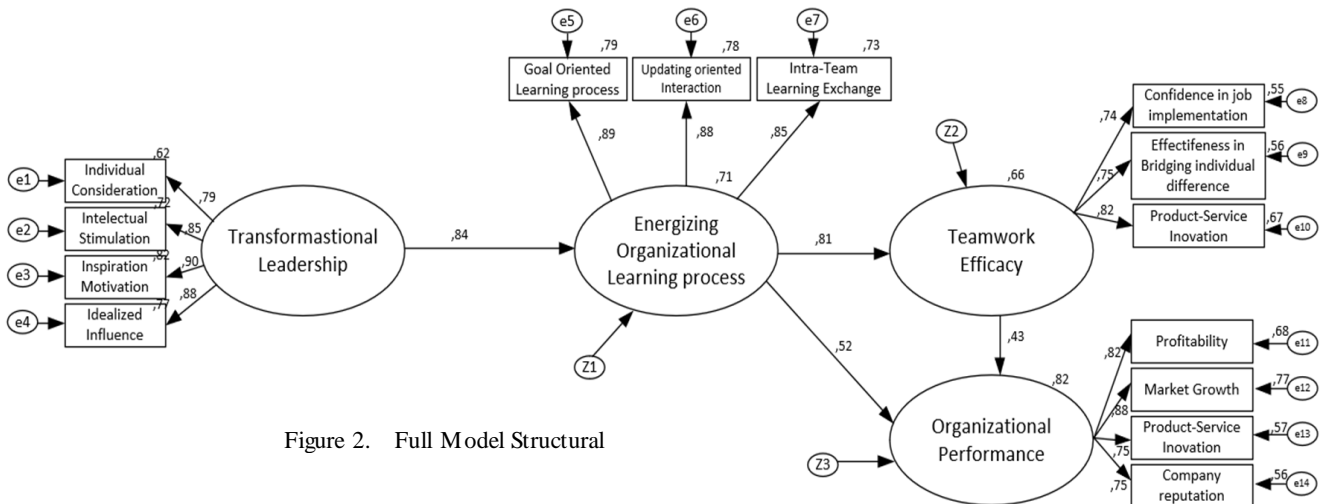 e5
e6
e7
,79
,78
,73
Goal Oriented
Learning process
Updating oriented
Interaction
Intra-Team
Learning Exchange
,89
,88
,85
e1
e2
e3
e4
,62
Individual
Consideration
,72
Intelectual
Stimulation
,82
Inspiration
Motivation
,77
Idealized
Influence
,79
,85
,90
,88
Transformastional
Leadership
,84
,71
Energizing
Organizational
Learning process
Z1
,81
,52
Z2
,66
Teamwork
Efficacy
,43
,74
,75
,82
Confidence in job
implementation
,55
e8
Effectifeness in
Bridging individual
difference
,56
e9
Product-Service
Inovation
,67
e10
,82
Organizational
Performance
Z3
,82
,88
,75
,75
Profitability
,68
e11
Market Growth
,77
e12
Product-Service
Inovation
,57
e13
Company
reputation
,56
e14
Figure 2. Full Model Structural